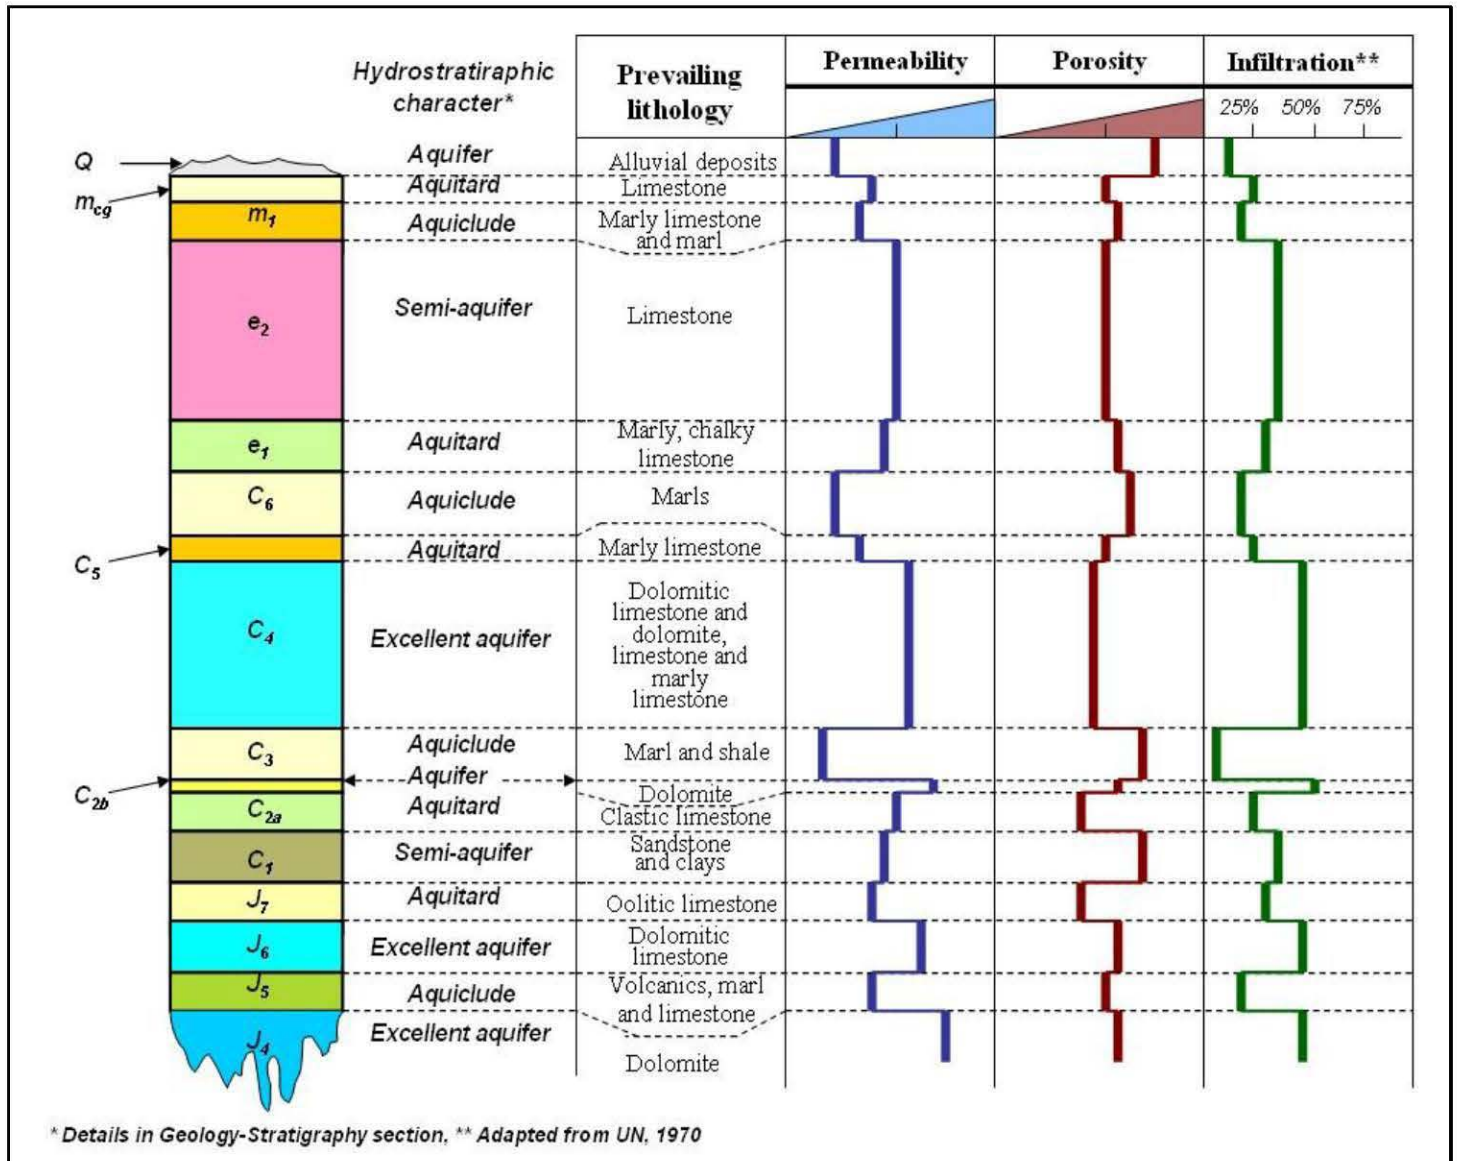 Hydrostratiraphic
character*
Prevailing
lithology
Permeability
Porosity
Infiltration**
25% 50% 75%
Q
Aquifer
Alluvial deposits
mcg
Aquitard
Limestone
m1
Aquiclude
Marly limestone
and marl
e2
Semi-aquifer
Limestone
e1
Aquitard
Marly, chalky
limestone
C6
Aquiclude
Marls
C5
Aquitard
Marly limestone
C4
Excellent aquifer
Dolomitic
limestone and
dolomite,
limestone and
marly
limestone
C3
Aquiclude
Marl and shale
C2b
Aquifer
Dolomite
C2a
Aquitard
Clastic limestone
C1
Semi-aquifer
Sandstone
and clays
J7
Aquitard
Oolitic limestone
J6
Excellent aquifer
Dolomitic
limestone
J5
Aquiclude
Volcanics, marl
and limestone
J4
Excellent aquifer
Dolomite
* Details in Geology-Stratigraphy section, ** Adapted from UN, 1970